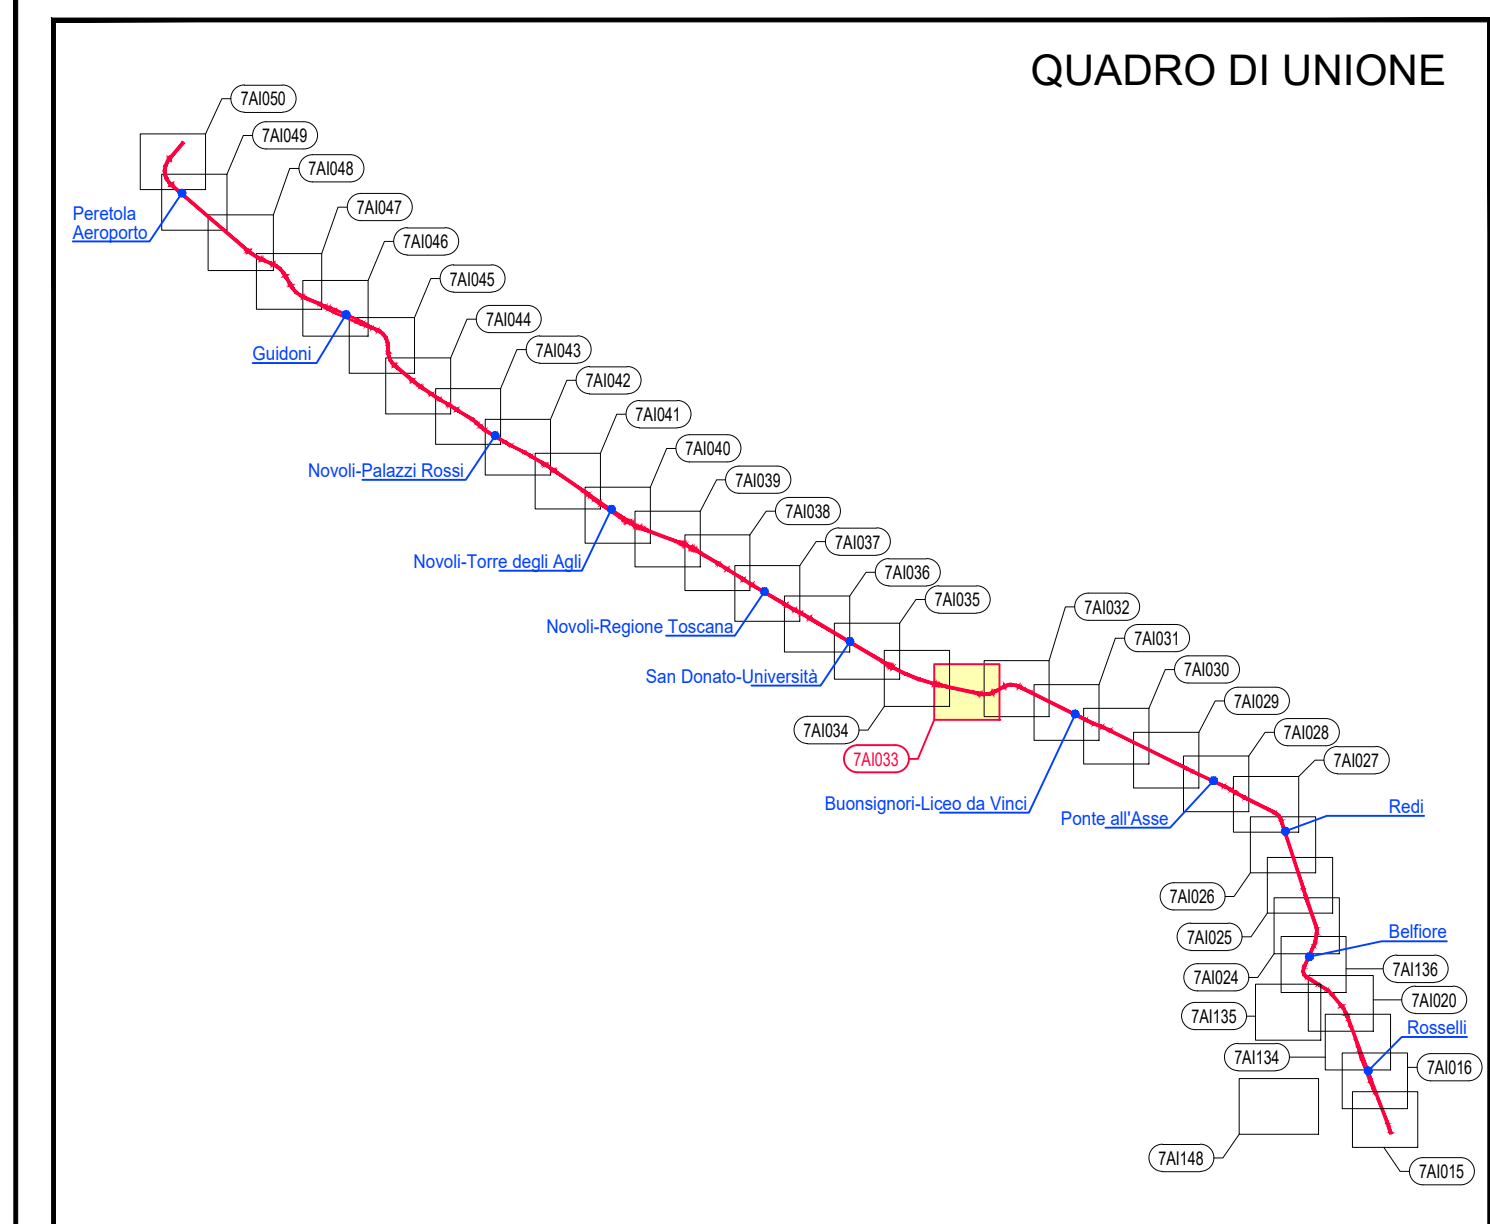 QUADRO DI UNIONE
7AI050
7AI049
7AI048
Peretola
Aeroporto
7AI047
7AI046
7AI045
7AI044
Guidoni
7AI043
7AI042
7AI041
7AI040
Novoli-Palazzi Rossi
7AI039
7AI038
7AI037
Novoli-Torre degli Agli
7AI036
7AI035
7AI032
Novoli-Regione Toscana
7AI031
7AI030
San Donato-Università
7AI029
7AI034
7AI028
7AI033
7AI027
Buonsignori-Liceo da Vinci
Redi
Ponte all'Asse
7AI026
Belfiore
7AI025
7AI136
7AI024
7AI020
7AI135
Rosselli
7AI134
7AI016
7AI148
7AI015